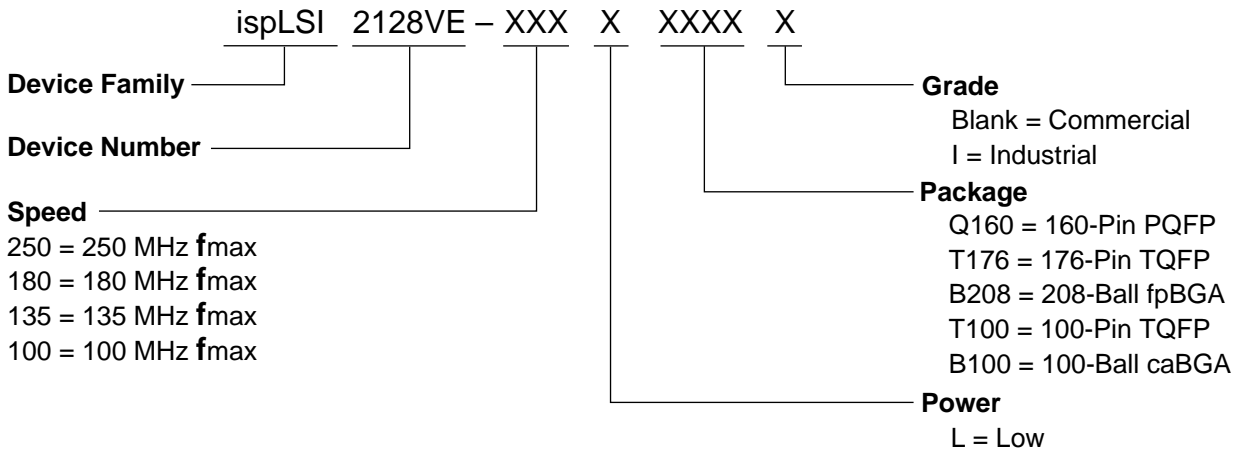 ispLSI 2128VE – XXX X XXXX X
Device Family
Device Number
Speed
250 = 250 MHz fmax
180 = 180 MHz fmax
135 = 135 MHz fmax
100 = 100 MHz fmax
Grade
Blank = Commercial
I = Industrial
Package
Q160 = 160-Pin PQFP
T176 = 176-Pin TQFP
B208 = 208-Ball fpBGA
T100 = 100-Pin TQFP
B100 = 100-Ball caBGA
Power
L = Low